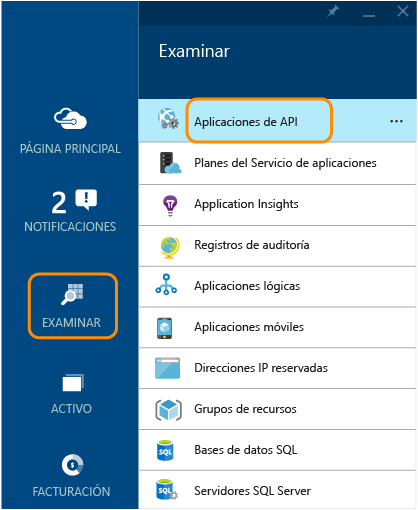 Examinar
PÁGINA PRINCIPAL
2
NOTIFICACIONES
EXAMINAR
ACTIVO
FACTURACIÓN
Aplicaciones de API
Planes del Servicio de aplicaciones
Application Insights
Registros de auditoría
Aplicaciones lógicas
Aplicaciones móviles
Direcciones IP reservadas
Grupos de recursos
SQL
Bases de datos SQL
SQL
Servidores SQL Server